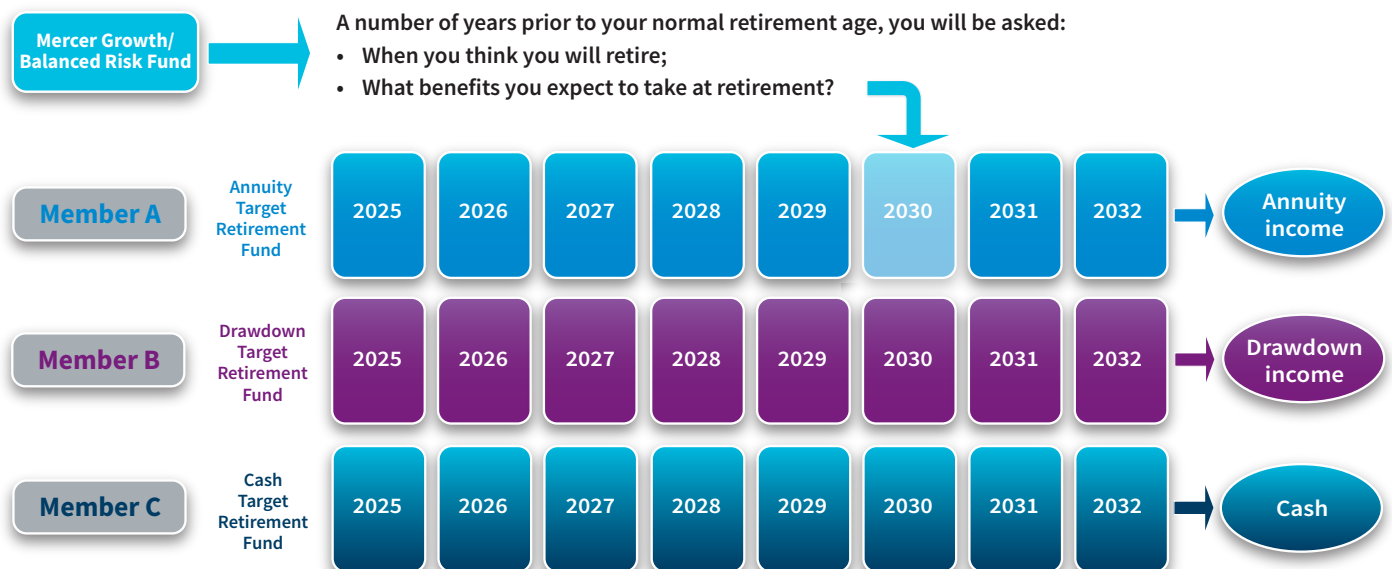 Mercer Growth/
Balanced Risk Fund
A number of years prior to your normal retirement age, you will be asked:
• When you think you will retire;
• What benefits you expect to take at retirement?
Member A
Annuity
Target
Retirement
Fund
2025 2026 2027 2028 2029 2030 2031 2032
Annuity
income
Member B
Drawdown
Target
Retirement
Fund
2025 2026 2027 2028 2029 2030 2031 2032
Drawdown
income
Member C
Cash
Target
Retirement
Fund
2025 2026 2027 2028 2029 2030 2031 2032
Cash